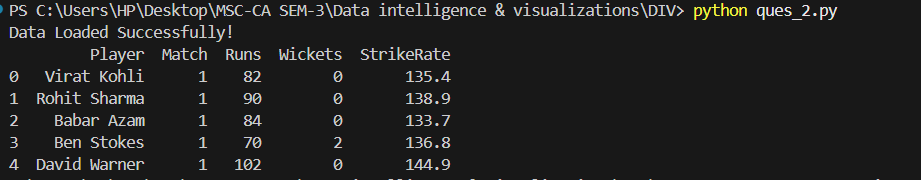 PS C:\Users\HP\Desktop\MSC-CA SEM-3\Data intelligence & visualizations\DIV> python ques_2.py
Data Loaded Successfully!
Player Match Runs Wickets StrikeRate
0 Virat Kohli 1 82 0 135.4
1 Rohit Sharma 1 90 0 138.9
2 Babar Azam 1 84 0 133.7
3 Ben Stokes 1 70 2 136.8
4 David Warner 1 102 0 144.9